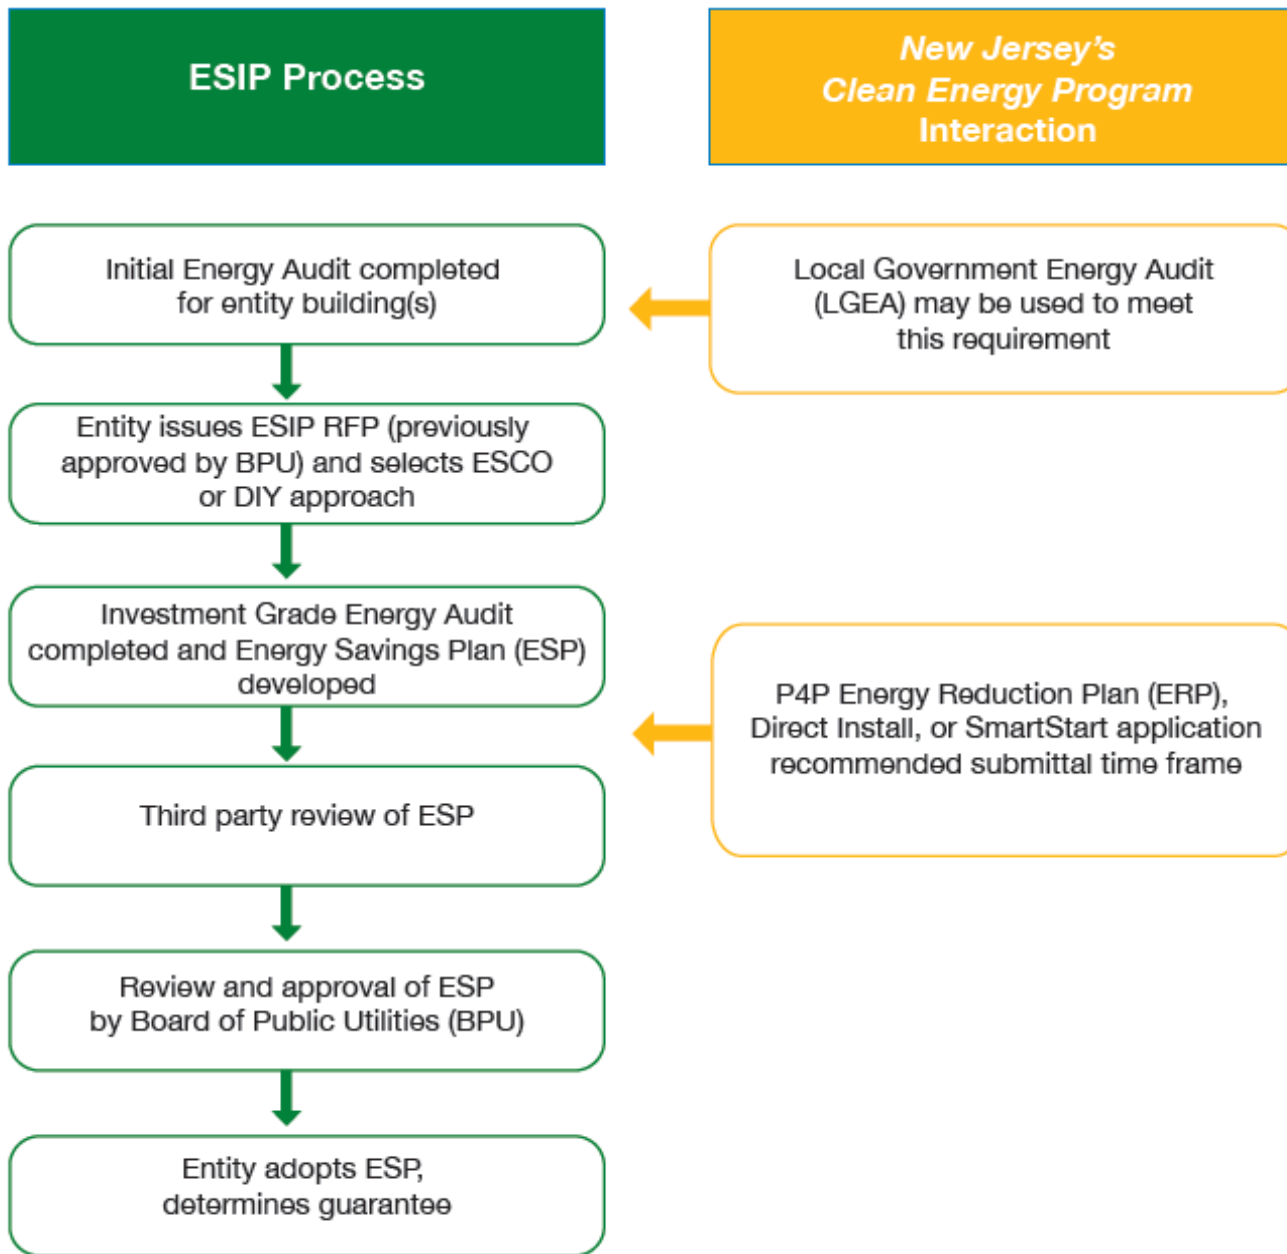 ESIP Process
New Jersey's
Clean Energy Program
Interaction
Initial Energy Audit completed
for entity building(s)
Local Government Energy Audit
(LGEA) may be used to meet
this requirement
Entity issues ESIP RFP (previously
approved by BPU) and selects ESCO
or DIY approach
Investment Grade Energy Audit
completed and Energy Savings Plan (ESP)
developed
P4P Energy Reduction Plan (ERP),
Direct Install, or SmartStart application
recommended submittal time frame
Third party review of ESP
Review and approval of ESP
by Board of Public Utilities (BPU)
Entity adopts ESP,
determines guarantee